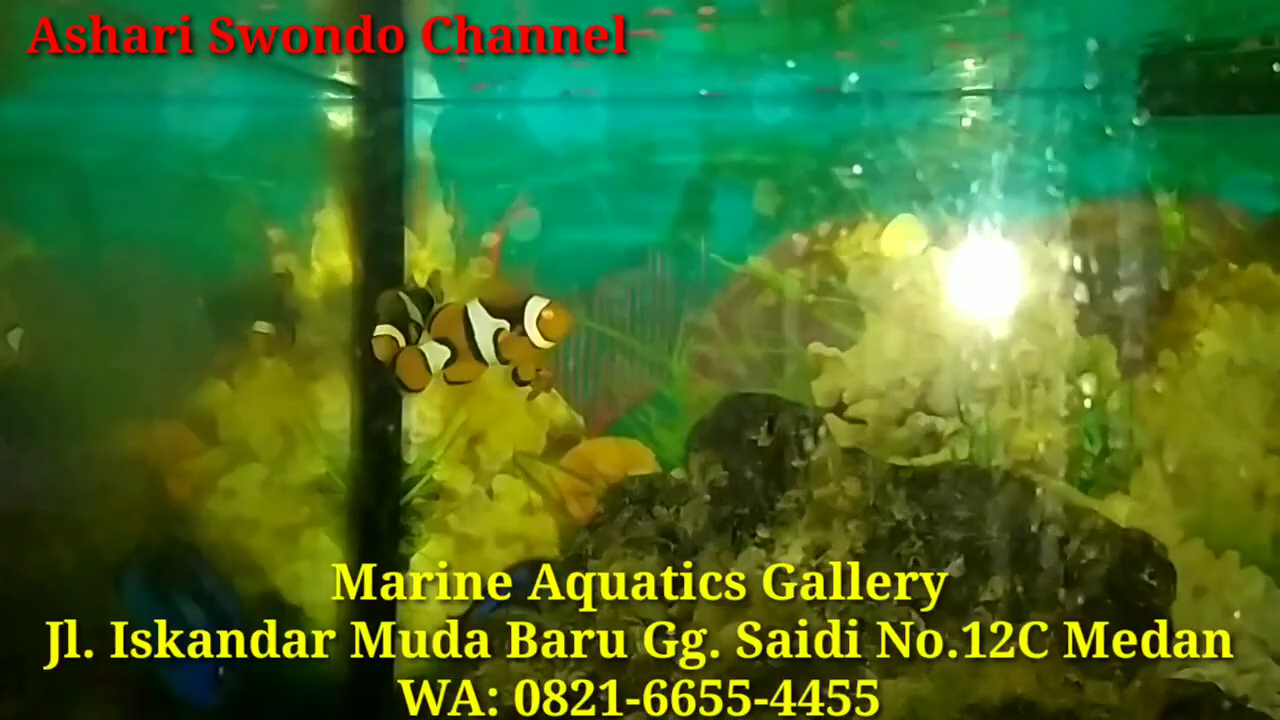 Ashari Swondo Channel
Marine Aquatics Gallery
Jl. Iskandar Muda Baru Gg. Saidi No.12C Medan
WA: 0821-6655-4455